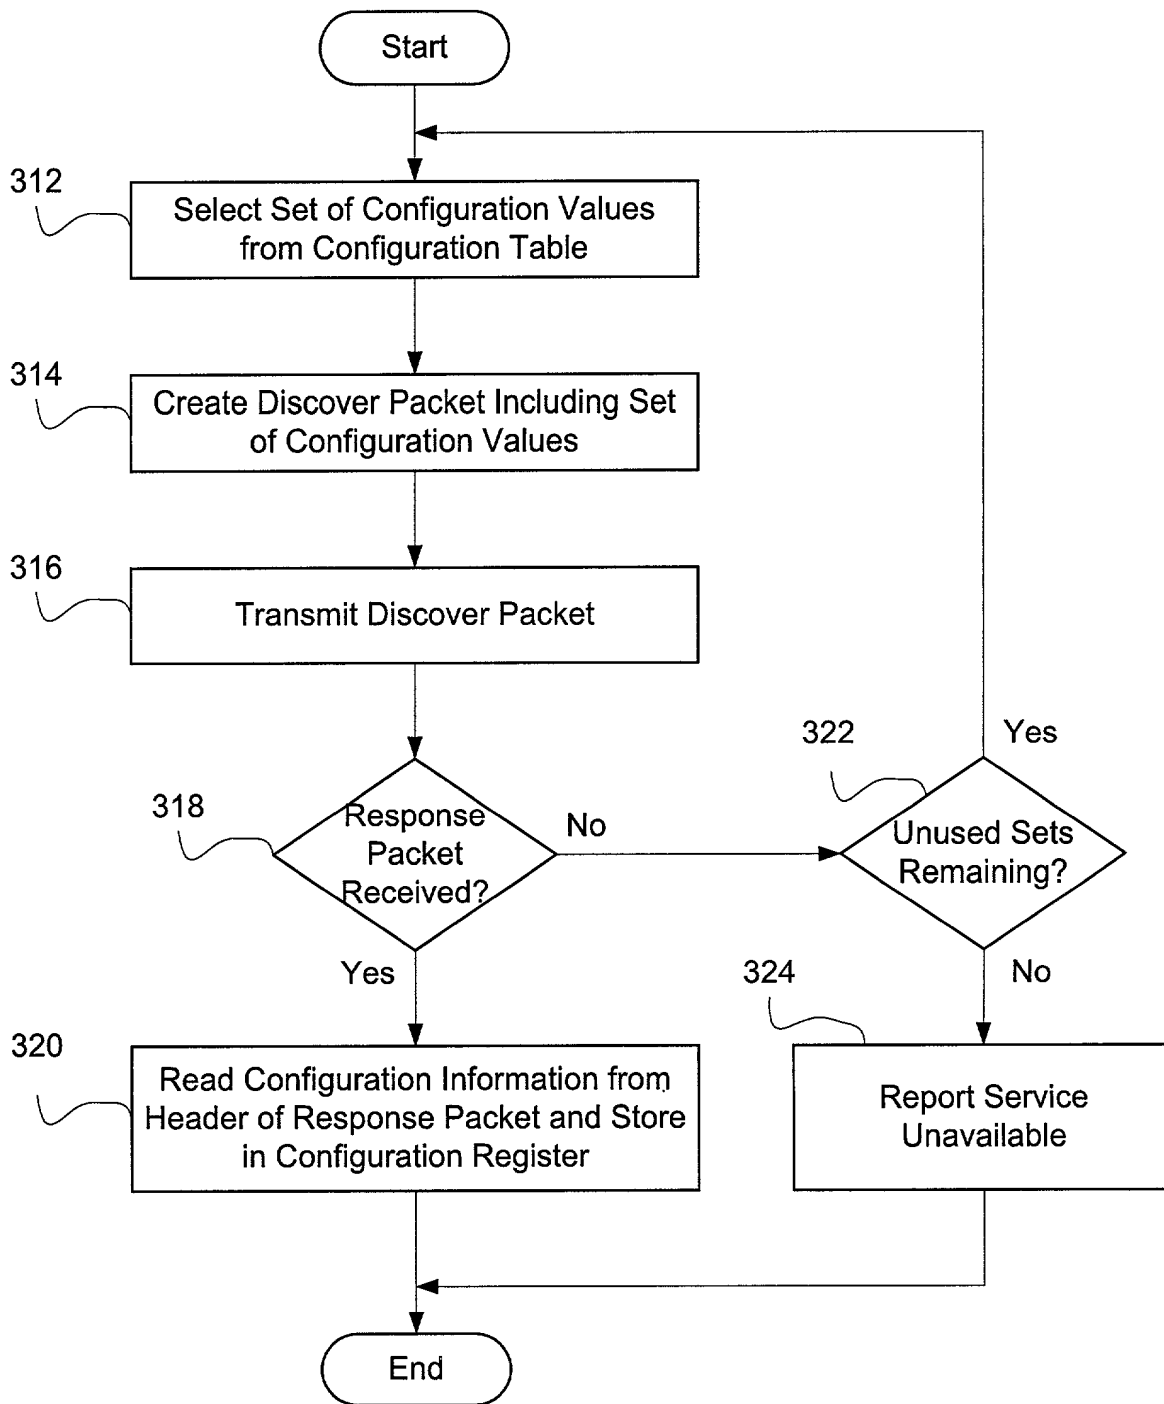 Start
312
Select Set of Configuration Values
from Configuration Table
314
Create Discover Packet Including Set
of Configuration Values
316
Transmit Discover Packet
318
Response
Packet
Received?
No
Yes
322
Yes
Unused Sets
Remaining?
No
320
Read Configuration Information from
Header of Response Packet and Store
in Configuration Register
324
Report Service
Unavailable
End